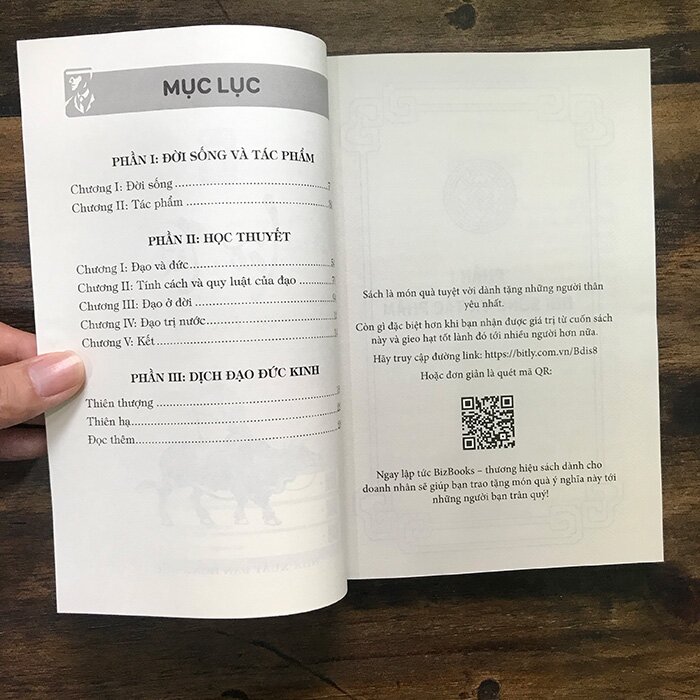 MỤC LỤC
PHẦN I: ĐỜI SỐNG VÀ TÁC PHẨM
Chương I: Đời sống ........................................ 7
Chương II: Tác phẩm ........................................
PHẦN II: HỌC THUYẾT
Chương I: Đạo và đức ........................................
Chương II: Tính cách và quy luật của đạo ..........
Chương III: Đạo ở đời ........................................
Chương IV: Đạo trị nước ........................................
Chương V: Kết ........................................
PHẦN III: DỊCH ĐẠO ĐỨC KINH
Thiên thượng ........................................
Thiên hạ ........................................
Đọc thêm ........................................
Sách là món quà tuyệt vời dành tặng những người thân
yêu nhất.
Còn gì đặc biệt hơn khi bạn nhận được giá trị từ cuốn sách
này và gieo hạt tốt lành đó tới nhiều người hơn nữa.
Hãy truy cập đường link: https://bitly.com.vn/Bdis8
Hoặc đơn giản là quét mã QR:
Ngay lập tức BizBooks – thương hiệu sách dành cho
doanh nhân sẽ giúp bạn trao tặng món quà ý nghĩa này tới
những người bạn trân quý!